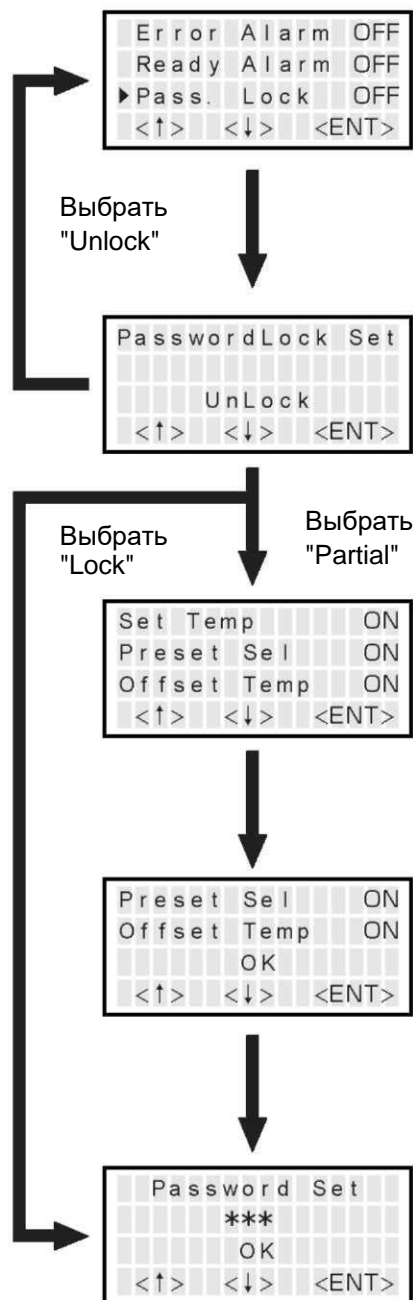 Error Alarm OFF
Ready Alarm OFF
▶Pass. Lock OFF
<↑> <↓> <ENT>
Выбрать
"Unlock"
PasswordLock Set
UnLock
<↑> <↓> <ENT>
Выбрать
"Lock"
Выбрать
"Partial"
Set Temp ON
Preset Sel ON
Offset Temp ON
<↑> <↓> <ENT>
Preset Sel ON
Offset Temp ON
OK
<↑> <↓> <ENT>
Password Set
***
OK
<↑> <↓> <ENT>